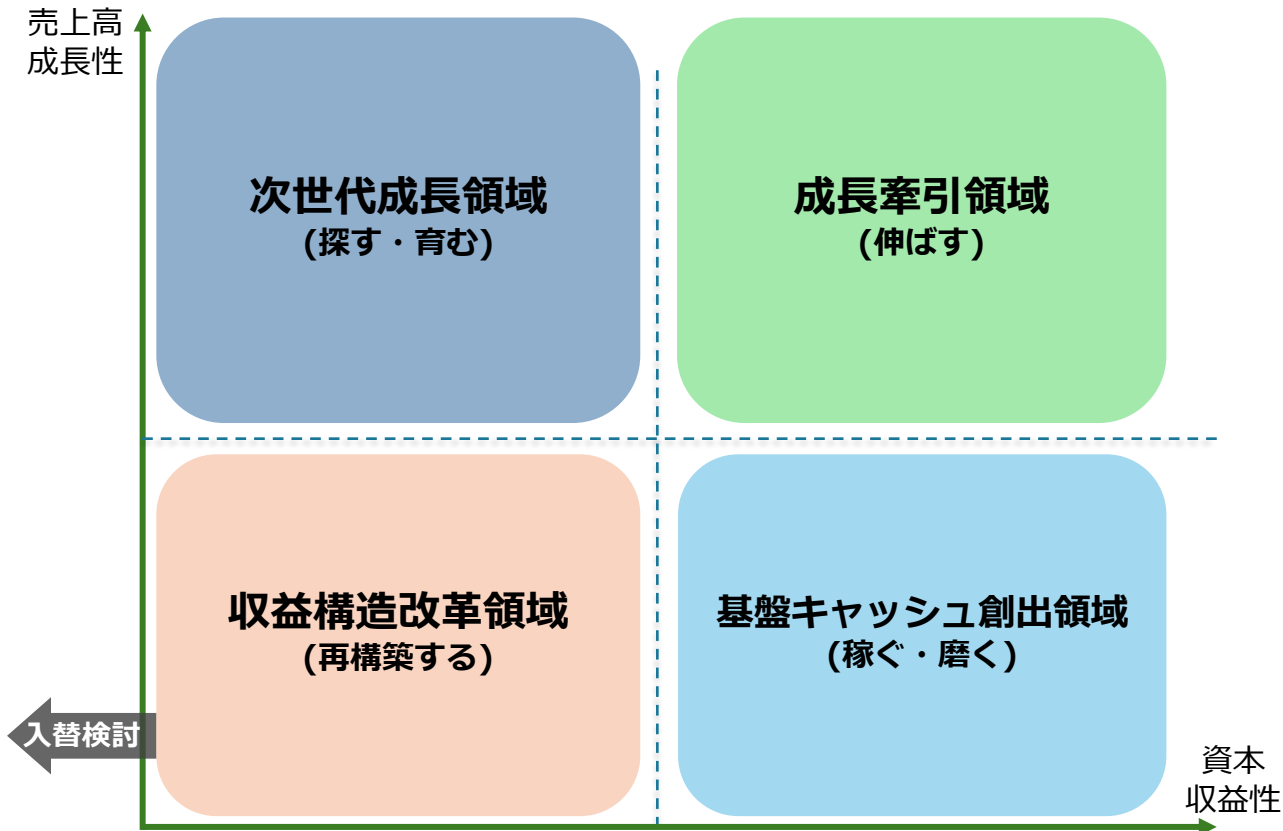 売上高
成長性
次世代成長領域
(探す・育む)
成長牽引領域
(伸ばす)
収益構造改革領域
(再構築する)
基盤キャッシュ創出領域
(稼ぐ・磨く)
入替検討
資本
収益性